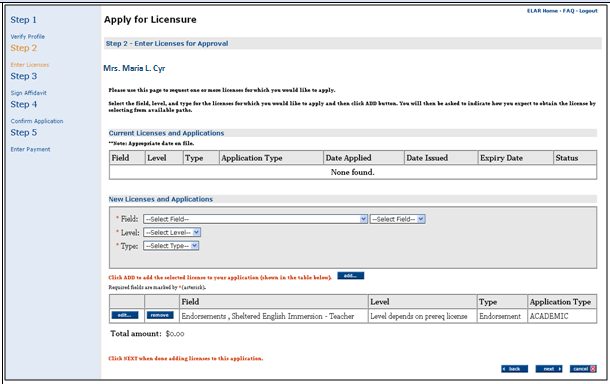 ELAR Home - FAQ - Logout
Step 1
Verify Profile
Step 2
Enter Licenses
Step 3
Sign Affidavit
Step 4
Confirm Application
Step 5
Enter Payment
Apply for Licensure
Step 2 - Enter Licenses for Approval
Mrs. Maria L. Cyr
Please use this page to request one or more licenses for which you would like to apply.
Select the field, level, and type for the licenses for which you would like to apply and then click ADD button. You will then be asked to indicate how you expect to obtain the license by
selecting from available paths.
Current Licenses and Applications
**Note: Appropriate date on file.
Field Level Type Application Type Date Applied Date Issued Expiry Date Status
None found.
New Licenses and Applications
* Field: --Select Field-- --Select Field--
* Level: --Select Level--
* Type: --Select Type--
Click ADD to add the selected license to your application (shown in the table below). add...
Required fields are marked by *(asterisk).
Field Level Type Application Type
edit... remove Endorsements , Sheltered English Immersion - Teacher Level depends on prereq license Endorsement ACADEMIC
Total amount: $0.00
Click NEXT when done adding licenses to this application.
back next cancel